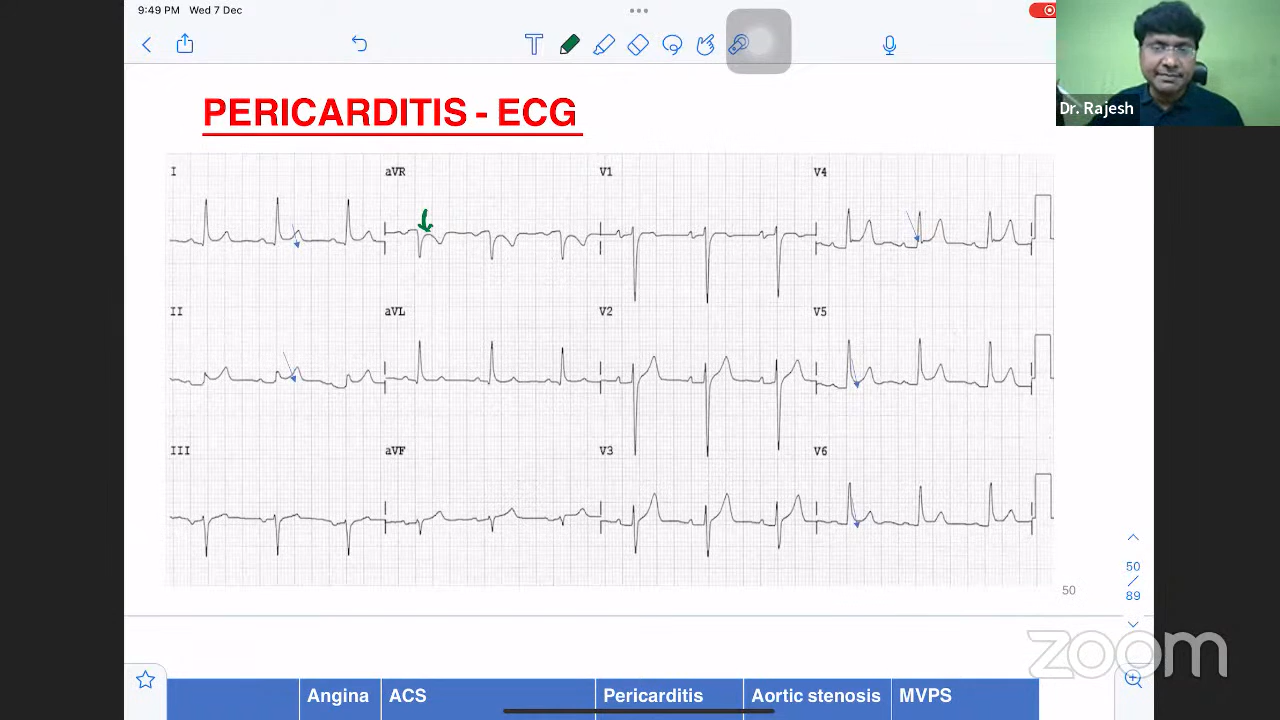 9:49 PM Wed 7 Dec
T
Dr. Rajesh
PERICARDITIS - ECG
I aVR V1 V4
II aVL V2 V5
III aVF V3 V6
50
50
/
89
zoom
Angina ACS Pericarditis Aortic stenosis MVPS